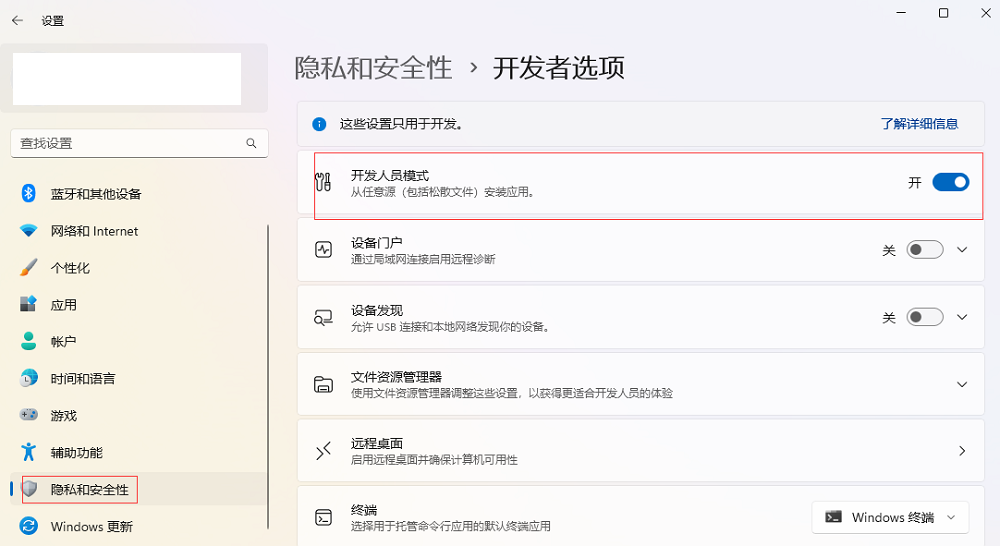 设置
查找设置
蓝牙和其他设备
网络和 Internet
个性化
应用
帐户
时间和语言
游戏
辅助功能
隐私和安全性
Windows 更新
隐私和安全性 › 开发者选项
这些设置只用于开发。 了解详细信息
开发人员模式
从任意源（包括松散文件）安装应用。
开
设备门户
通过局域网连接启用远程诊断
关
设备发现
允许 USB 连接和本地网络发现你的设备。
关
文件资源管理器
使用文件资源管理器调整这些设置，以获得更适合开发人员的体验
远程桌面
启用远程桌面并确保计算机可用性
终端
选择用于托管命令行应用的默认终端应用
Windows 终端